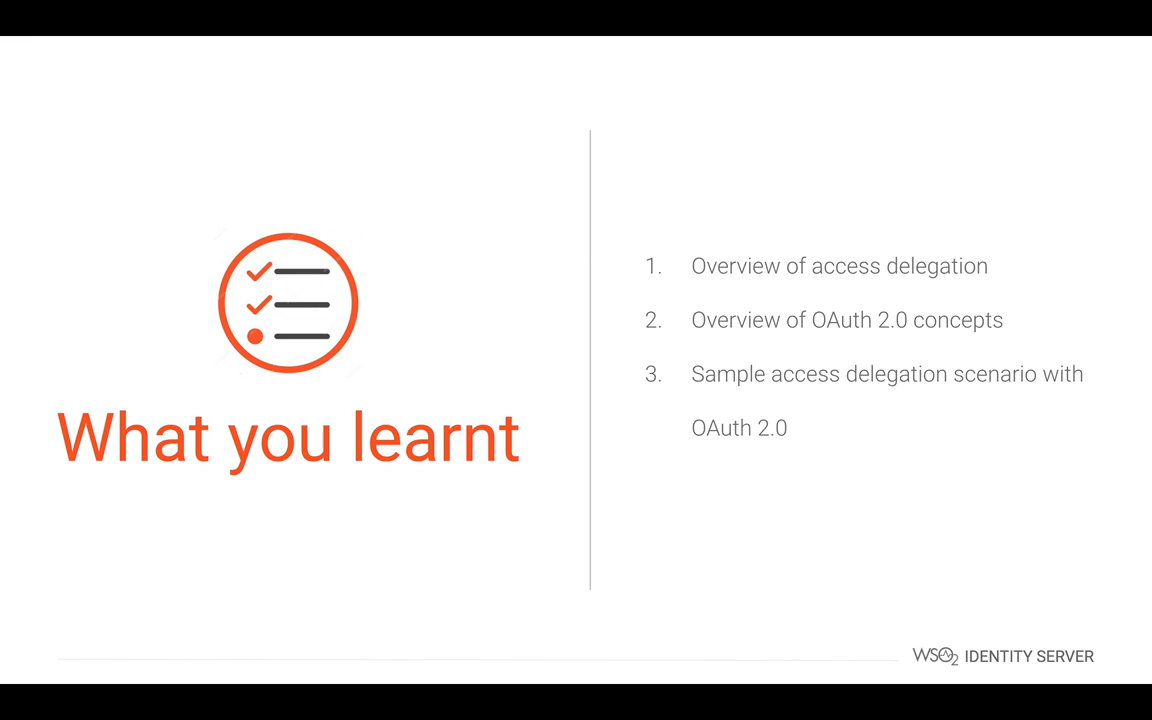 What you learnt
1. Overview of access delegation
2. Overview of OAuth 2.0 concepts
3. Sample access delegation scenario with
OAuth 2.0
WSO2 IDENTITY SERVER